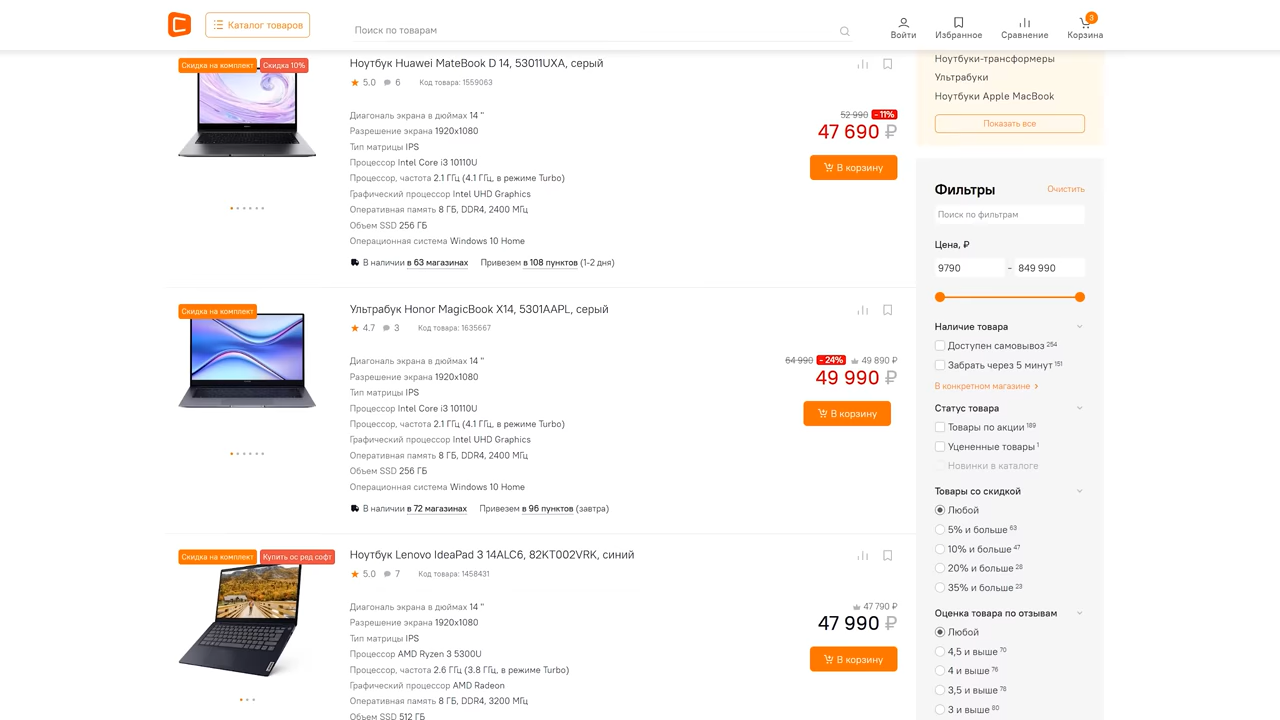 Каталог товаров
Поиск по товарам
Войти
Избранное
Сравнение
3
Корзина
Скидка на комплект
Скидка 10%
Ноутбук Huawei MateBook D 14, 53011UXA, серый
5.0 6 Код товара: 1559063
Диагональ экрана в дюймах 14 "
Разрешение экрана 1920x1080
Тип матрицы IPS
Процессор Intel Core i3 10110U
Процессор, частота 2.1 ГГц (4.1 ГГц, в режиме Turbo)
Графический процессор Intel UHD Graphics
Оперативная память 8 ГБ, DDR4, 2400 МГц
Объем SSD 256 ГБ
Операционная система Windows 10 Home
В наличии в 63 магазинах Привезем в 108 пунктов (1-2 дня)
52 990 - 11%
47 690 ₽
В корзину
Скидка на комплект
Ультрабук Honor MagicBook X14, 5301AAPL, серый
4.7 3 Код товара: 1635667
Диагональ экрана в дюймах 14 "
Разрешение экрана 1920x1080
Тип матрицы IPS
Процессор Intel Core i3 10110U
Процессор, частота 2.1 ГГц (4.1 ГГц, в режиме Turbo)
Графический процессор Intel UHD Graphics
Оперативная память 8 ГБ, DDR4, 2400 МГц
Объем SSD 256 ГБ
Операционная система Windows 10 Home
В наличии в 72 магазинах Привезем в 96 пунктов (завтра)
64 990 - 24% 49 890 ₽
49 990 ₽
В корзину
Скидка на комплект
Купить ос ред софт
Ноутбук Lenovo IdeaPad 3 14ALC6, 82KT002VRK, синий
5.0 7 Код товара: 1458431
Диагональ экрана в дюймах 14 "
Разрешение экрана 1920x1080
Тип матрицы IPS
Процессор AMD Ryzen 3 5300U
Процессор, частота 2.6 ГГц (3.8 ГГц, в режиме Turbo)
Графический процессор AMD Radeon
Оперативная память 8 ГБ, DDR4, 3200 МГц
Объем SSD 512 ГБ
47 790 ₽
47 990 ₽
В корзину
Ноутбуки-трансформеры
Ультрабуки
Ноутбуки Apple MacBook
Показать все
Фильтры Очистить
Поиск по фильтрам
Цена, ₽
9790 - 849 990
Наличие товара
Доступен самовывоз 254
Забрать через 5 минут 151
В конкретном магазине
Статус товара
Товары по акции 189
Уцененные товары 1
Новинки в каталоге
Товары со скидкой
Любой
5% и больше 83
10% и больше 47
20% и больше 28
35% и больше 23
Оценка товара по отзывам
Любой
4,5 и выше 70
4 и выше 76
3,5 и выше 78
3 и выше 80